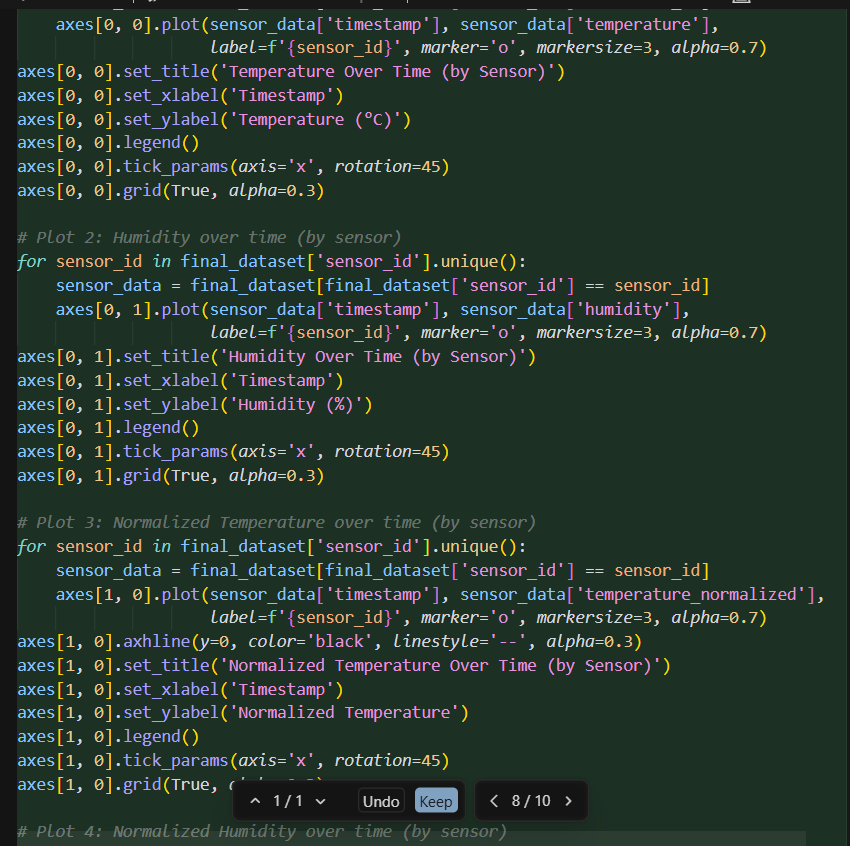 axes[0, 0].plot(sensor_data['timestamp'], sensor_data['temperature'],
                    label=f'{sensor_id}', marker='o', markersize=3, alpha=0.7)
axes[0, 0].set_title('Temperature Over Time (by Sensor)')
axes[0, 0].set_xlabel('Timestamp')
axes[0, 0].set_ylabel('Temperature (°C)')
axes[0, 0].legend()
axes[0, 0].tick_params(axis='x', rotation=45)
axes[0, 0].grid(True, alpha=0.3)

# Plot 2: Humidity over time (by sensor)
for sensor_id in final_dataset['sensor_id'].unique():
    sensor_data = final_dataset[final_dataset['sensor_id'] == sensor_id]
    axes[0, 1].plot(sensor_data['timestamp'], sensor_data['humidity'],
                    label=f'{sensor_id}', marker='o', markersize=3, alpha=0.7)
axes[0, 1].set_title('Humidity Over Time (by Sensor)')
axes[0, 1].set_xlabel('Timestamp')
axes[0, 1].set_ylabel('Humidity (%)')
axes[0, 1].legend()
axes[0, 1].tick_params(axis='x', rotation=45)
axes[0, 1].grid(True, alpha=0.3)

# Plot 3: Normalized Temperature over time (by sensor)
for sensor_id in final_dataset['sensor_id'].unique():
    sensor_data = final_dataset[final_dataset['sensor_id'] == sensor_id]
    axes[1, 0].plot(sensor_data['timestamp'], sensor_data['temperature_normalized'],
                    label=f'{sensor_id}', marker='o', markersize=3, alpha=0.7)
axes[1, 0].axhline(y=0, color='black', linestyle='--', alpha=0.3)
axes[1, 0].set_title('Normalized Temperature Over Time (by Sensor)')
axes[1, 0].set_xlabel('Timestamp')
axes[1, 0].set_ylabel('Normalized Temperature')
axes[1, 0].legend()
axes[1, 0].tick_params(axis='x', rotation=45)
axes[1, 0].grid(True,
1 / 1 Undo Keep 8 / 10
# Plot 4: Normalized Humidity over time (by sensor)